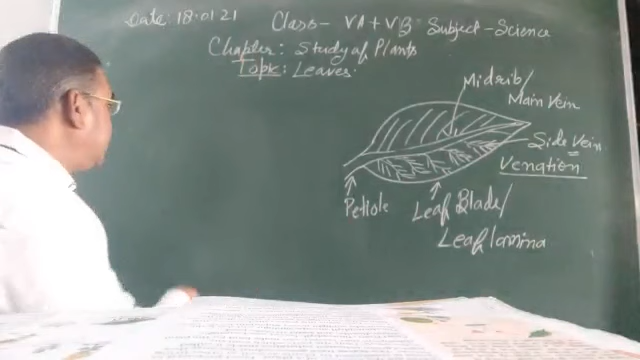 Date: 18.01.21 Class - VA + VB Subject - Science
Chapter: Study of Plants
Topic: Leaves.
Midrib/
Main Vein
Side Vein
Venation
Petiole
Leaf Blade/
Leaf lamina